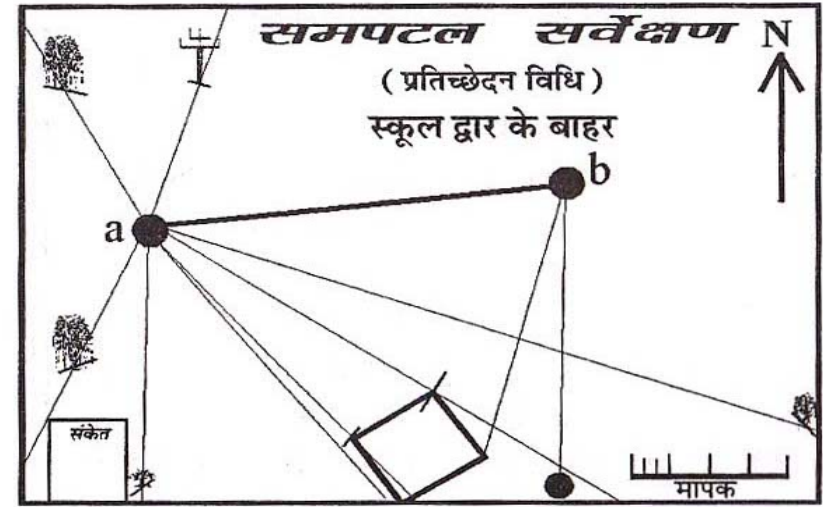 समपटल सर्वेक्षण
N
( प्रतिच्छेदन विधि )
स्कूल द्वार के बाहर
b
a
संकेत
मापक